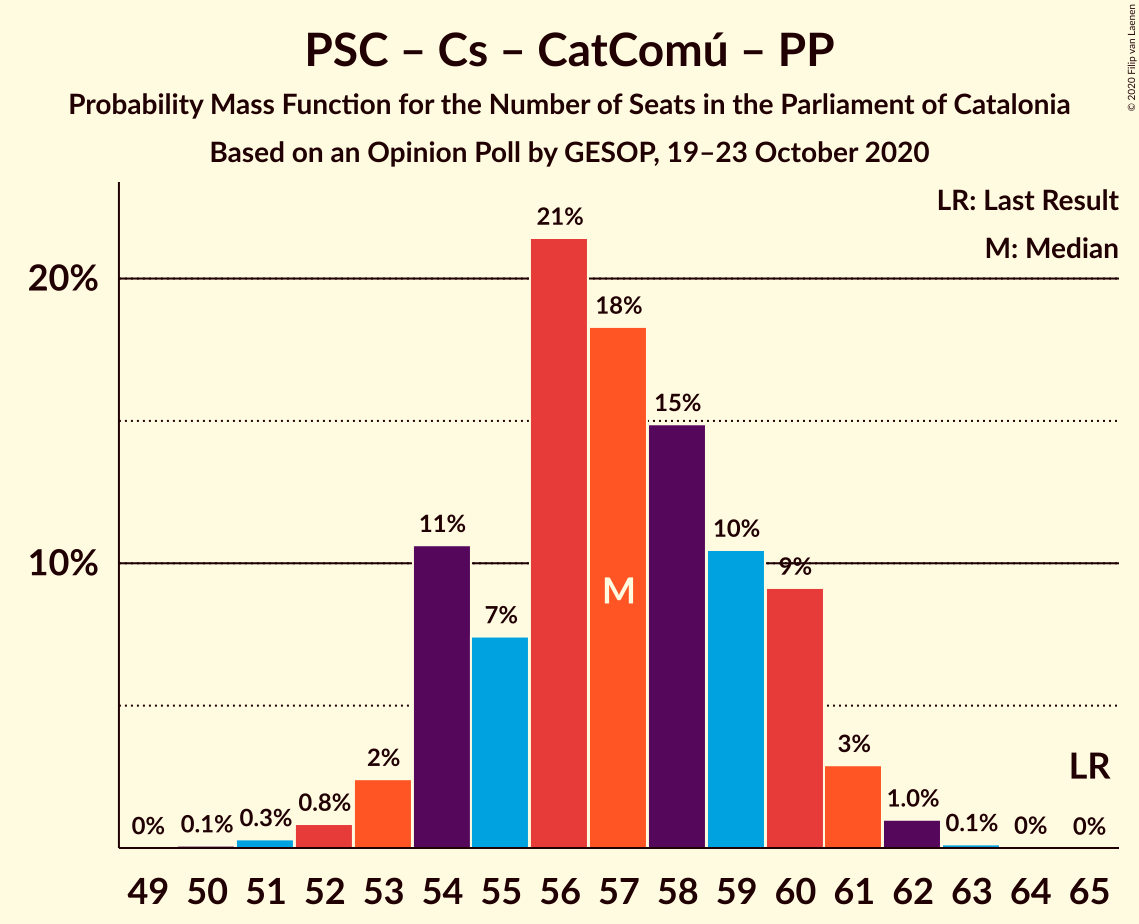 PSC – Cs – CatComú – PP
Probability Mass Function for the Number of Seats in the Parliament of Catalonia
Based on an Opinion Poll by GESOP, 19–23 October 2020
© 2020 Filip van Laenen
LR: Last Result
M: Median
20%
10%
0%
0.1%
0.3%
0.8%
2%
11%
7%
21%
18%
15%
10%
9%
3%
1.0%
0.1%
0%
0%
M
LR
49 50 51 52 53 54 55 56 57 58 59 60 61 62 63 64 65